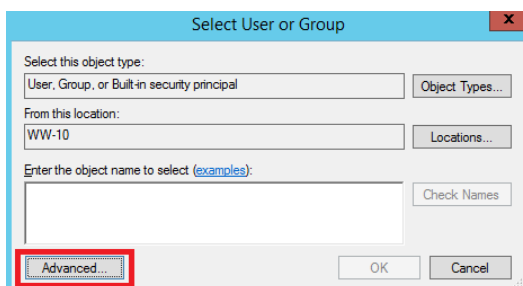 Select User or Group
x
Select this object type:
User, Group, or Built-in security principal
Object Types...
From this location:
WW-10
Locations...
Enter the object name to select (examples):
Check Names
Advanced...
OK
Cancel